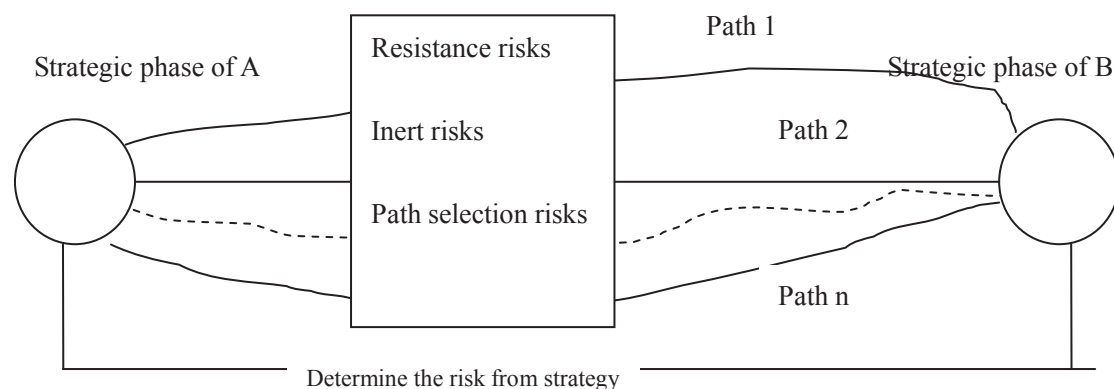 Path 1
Strategic phase of A
Resistance risks
Strategic phase of B
Inert risks
Path 2
Path selection risks
Path n
Determine the risk from strategy